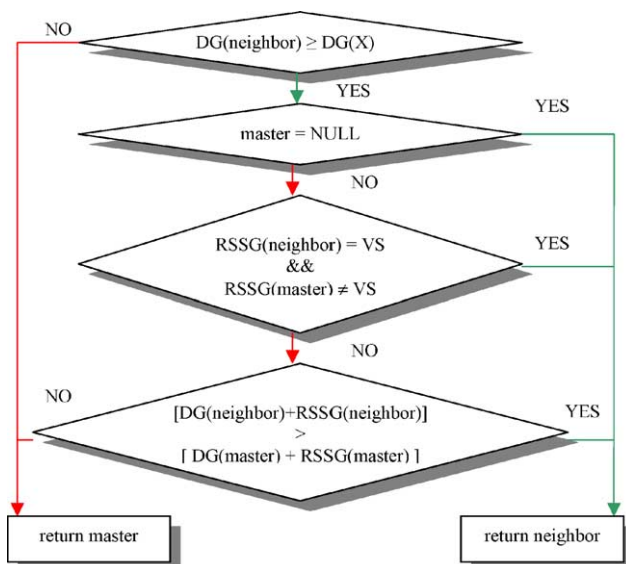 NO
DG(neighbor) ≥ DG(X)
YES
YES
master = NULL
NO
RSSG(neighbor) = VS
&&
RSSG(master) ≠ VS
YES
NO
NO
[DG(neighbor)+RSSG(neighbor)]
>
[ DG(master) + RSSG(master) ]
YES
return master
return neighbor